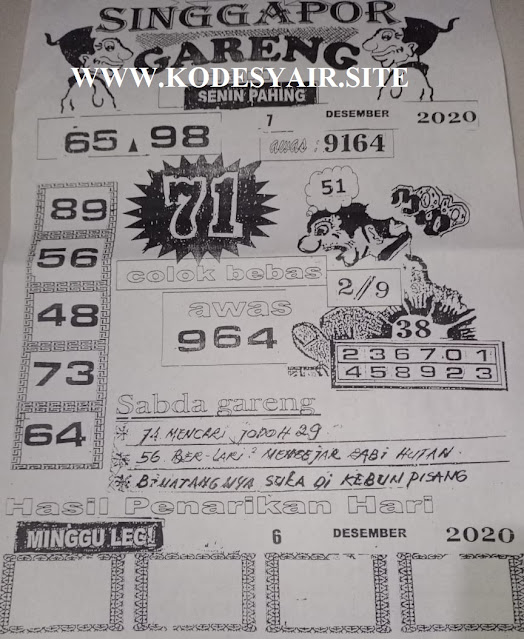 SINGGAPOR
GARENG
WWW.KODESYAIR.SITE
SENIN PAHING
7 DESEMBER 2020
65 98
awas : 9164
89
71
51
56
colok bebas
2//9
48
awas
964
38
236701
458923
73
64
Sabda gareng
* 74 MENCARI JODOH 29
* 56 BER-LARI² MENGEJAR BABI HUTAN
* BINATANGNYA SUKA DI KEBUN PISANG
Hasil Penarikan Hari
MINGGU LEGI 6 DESEMBER 2020